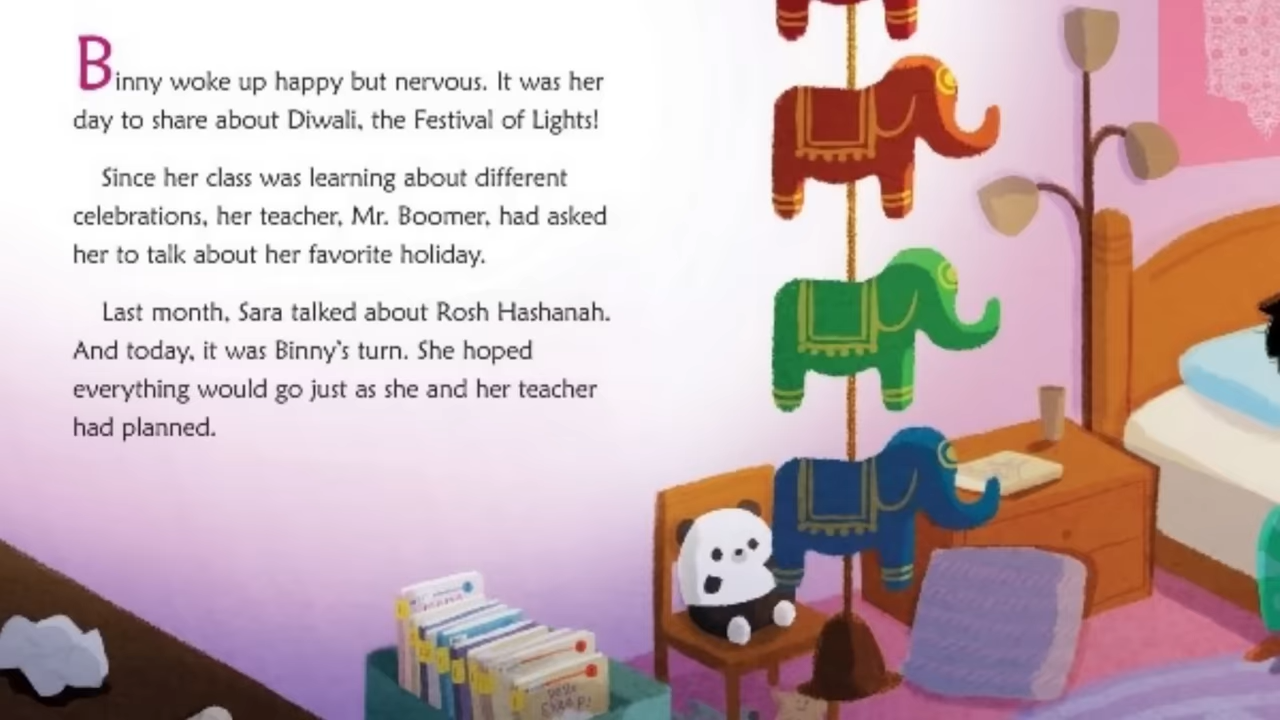 Binny woke up happy but nervous. It was her
day to share about Diwali, the Festival of Lights!
Since her class was learning about different
celebrations, her teacher, Mr. Boomer, had asked
her to talk about her favorite holiday.
Last month, Sara talked about Rosh Hashanah.
And today, it was Binny's turn. She hoped
everything would go just as she and her teacher
had planned.